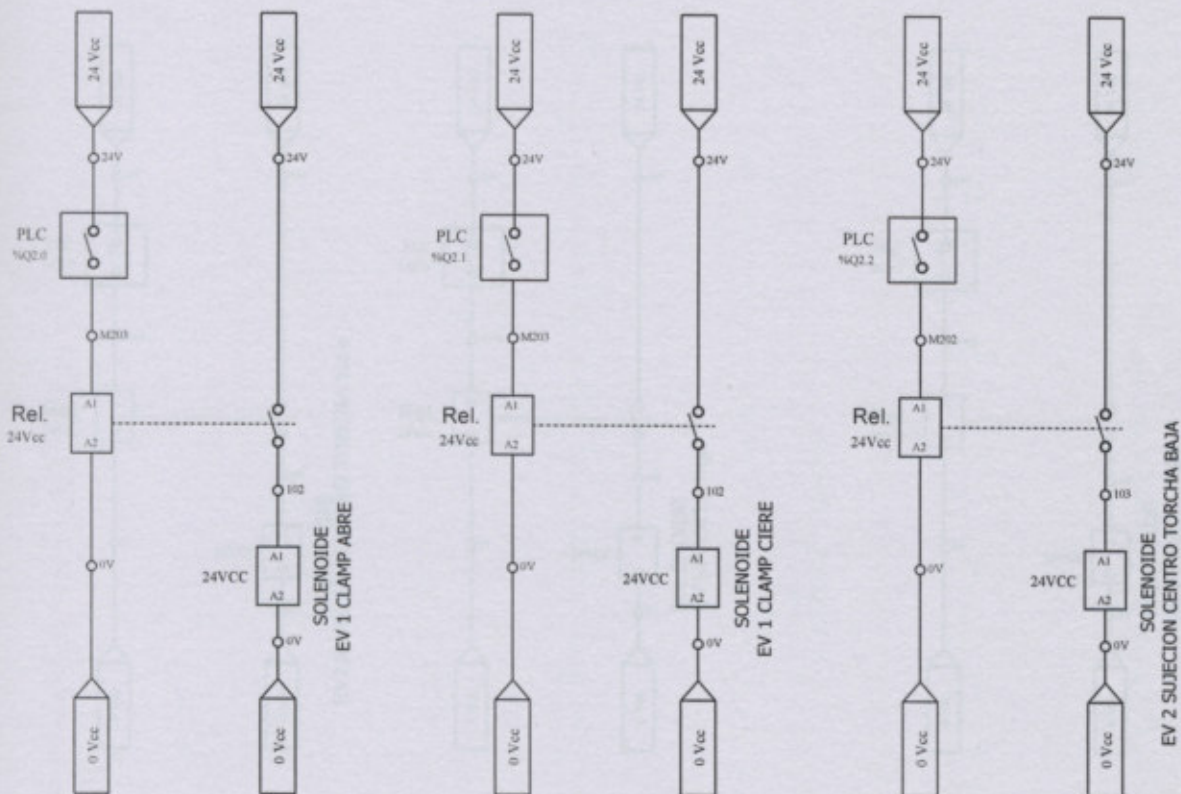 24 Vcc
24 Vcc
24 Vcc
24 Vcc
24 Vcc
24 Vcc
24V
24V
24V
24V
24V
24V
PLC
%Q2.0
PLC
%Q2.1
PLC
%Q2.2
M203
M203
M202
Rel.
24Vcc
A1
A2
Rel.
24Vcc
A1
A2
Rel.
24Vcc
A1
A2
102
102
103
0V
0V
0V
24VCC
A1
A2
24VCC
A1
A2
24VCC
A1
A2
0V
0V
0V
SOLENOIDE
EV 1 CLAMP ABRE
SOLENOIDE
EV 1 CLAMP CIERE
SOLENOIDE
EV 2 SUJECION CENTRO TORCHA BAJA
0 Vcc
0 Vcc
0 Vcc
0 Vcc
0 Vcc
0 Vcc